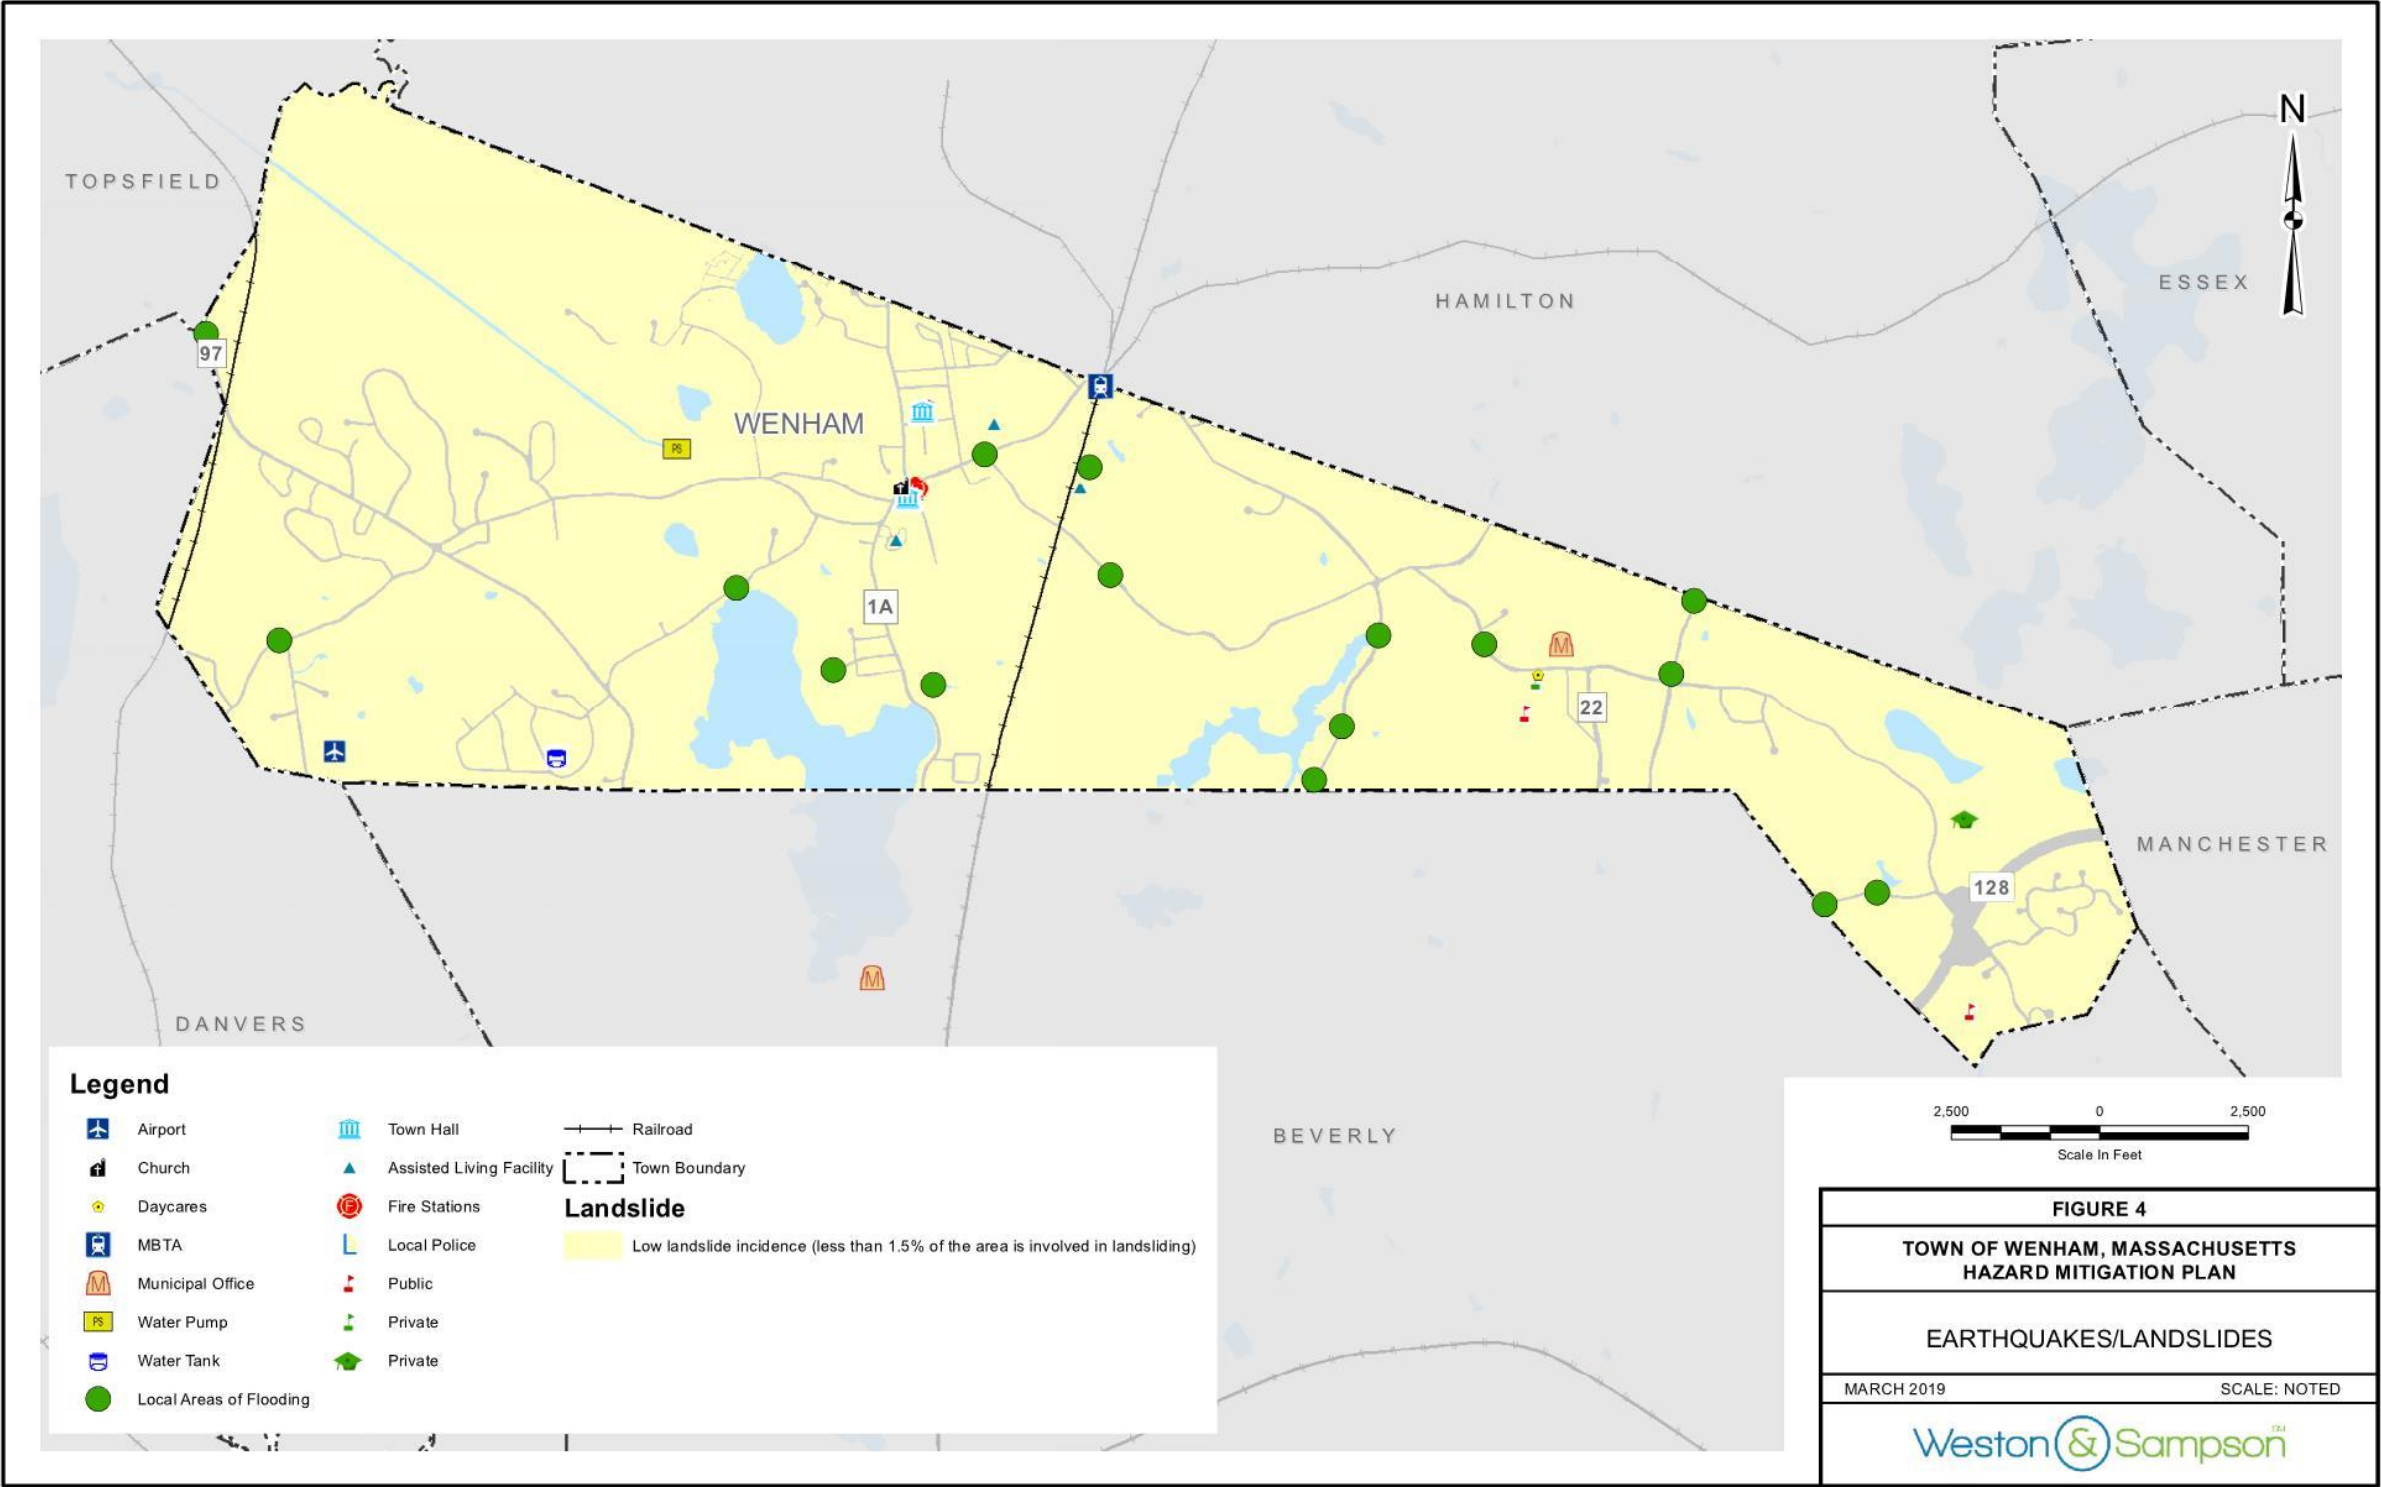 N
TOPSFIELD
ESSEX
HAMILTON
97
WENHAM
PS
1A
M
22
MANCHESTER
128
M
DANVERS
BEVERLY
Legend
Airport
Church
Daycares
MBTA
M Municipal Office
PS Water Pump
Water Tank
Local Areas of Flooding
Town Hall
Assisted Living Facility
F Fire Stations
Local Police
Public
Private
Private
Railroad
Town Boundary
Landslide
Low landslide incidence (less than 1.5% of the area is involved in landsliding)
2,500 0 2,500
Scale In Feet
FIGURE 4
TOWN OF WENHAM, MASSACHUSETTS
HAZARD MITIGATION PLAN
EARTHQUAKES/LANDSLIDES
MARCH 2019 SCALE: NOTED
Weston & Sampson℠